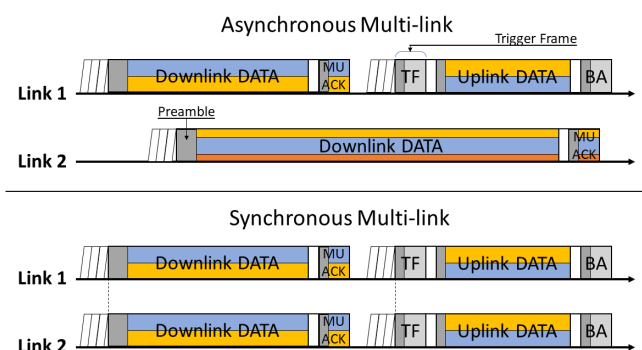 Asynchronous Multi-link
Trigger Frame
Link 1
Downlink DATA
MU
ACK
TF
Uplink DATA
BA
Preamble
Link 2
Downlink DATA
MU
ACK
Synchronous Multi-link
Link 1
Downlink DATA
MU
ACK
TF
Uplink DATA
BA
Link 2
Downlink DATA
MU
ACK
TF
Uplink DATA
BA